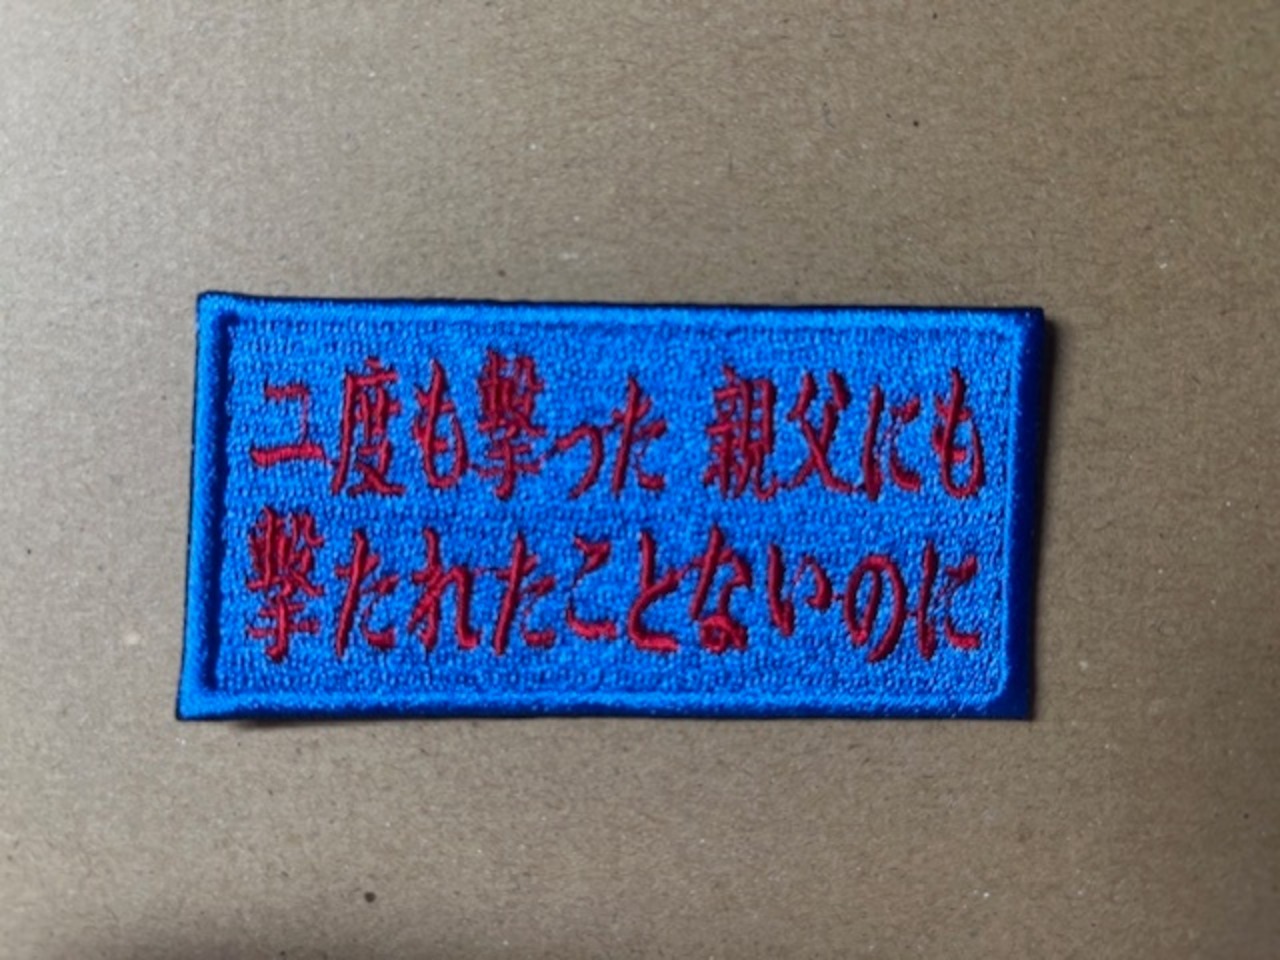 ユ度も撃った 親父にも
撃たれたことないのに